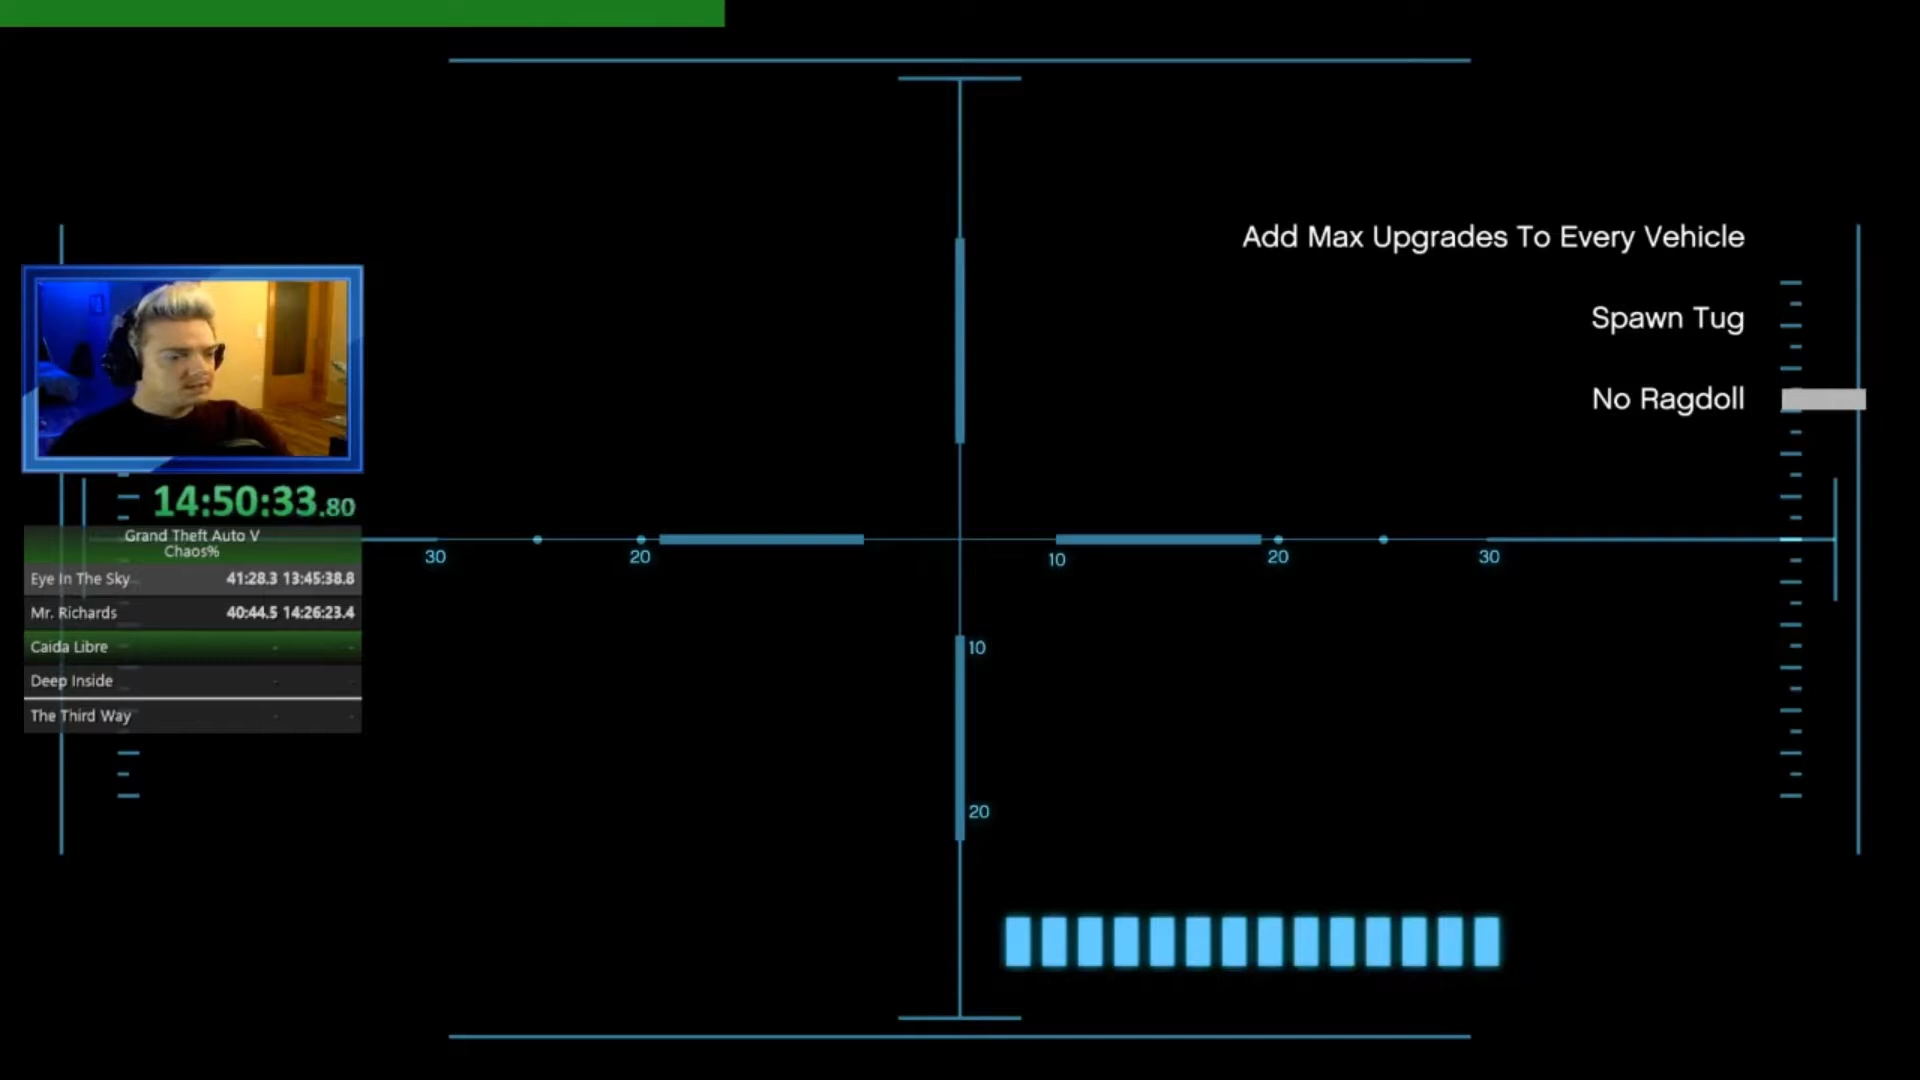 Add Max Upgrades To Every Vehicle
Spawn Tug
No Ragdoll
14:50:33.80
Grand Theft Auto V
Chaos%
Eye In The Sky 41:28.3 13:45:38.8
Mr. Richards 40:44.5 14:26:23.4
Caida Libre - -
Deep Inside - -
The Third Way - -
30 20 10 20 30
10
20